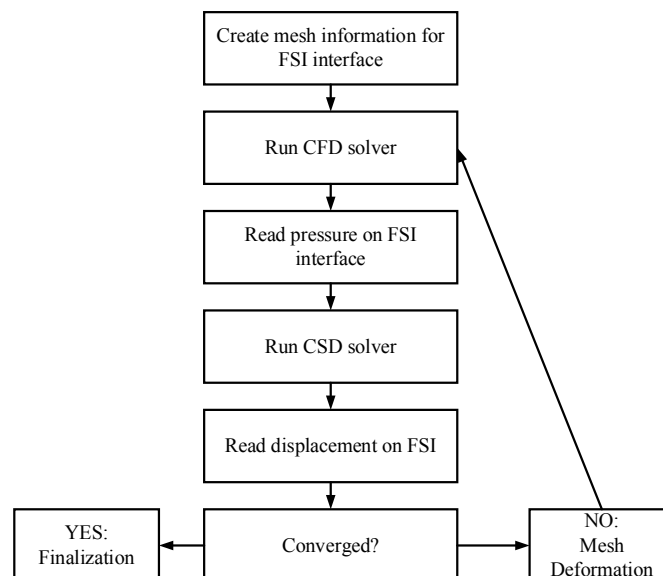 Create mesh information for
FSI interface
Run CFD solver
Read pressure on FSI
interface
Run CSD solver
Read displacement on FSI
YES:
Finalization
Converged?
NO:
Mesh
Deformation